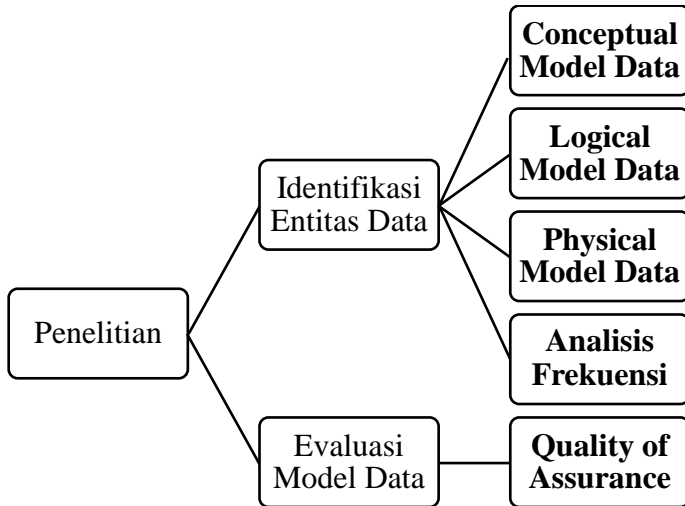 Penelitian
Identifikasi
Entitas Data
Conceptual
Model Data
Logical
Model Data
Physical
Model Data
Analisis
Frekuensi
Evaluasi
Model Data
Quality of
Assurance